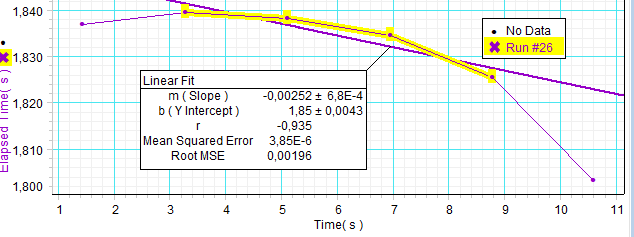 1,840
1,830
1,820
1,810
1,800
Elapsed Time( s )
No Data
Run #26
Linear Fit
m ( Slope ) -0,00252 ± 6,8E-4
b ( Y Intercept ) 1,85 ± 0,0043
r -0,935
Mean Squared Error 3,85E-6
Root MSE 0,00196
1 2 3 4 5 6 7 8 9 10 11
Time( s )